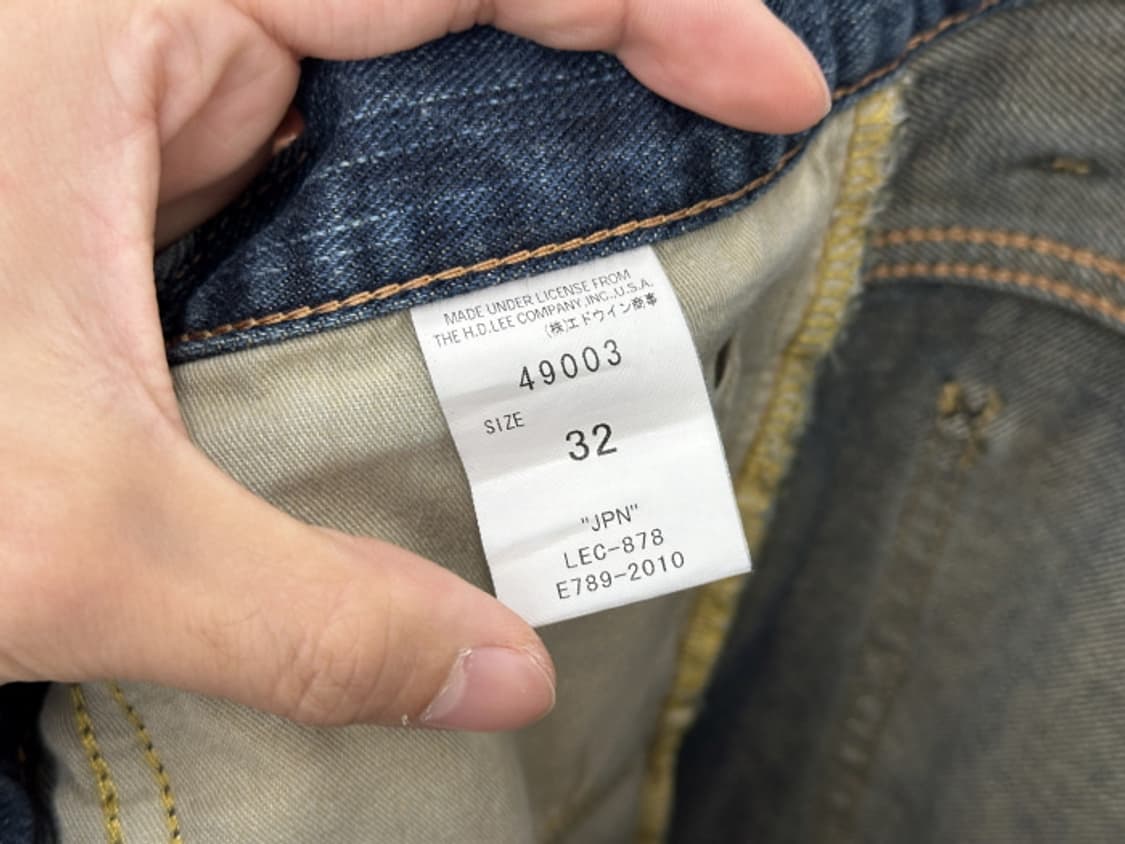 MADE UNDER LICENSE FROM
THE H.D.LEE COMPANY,INC.,U.S.A.
(株)エドウイン商事
49003
SIZE
32
"JPN"
LEC-878
E789-2010